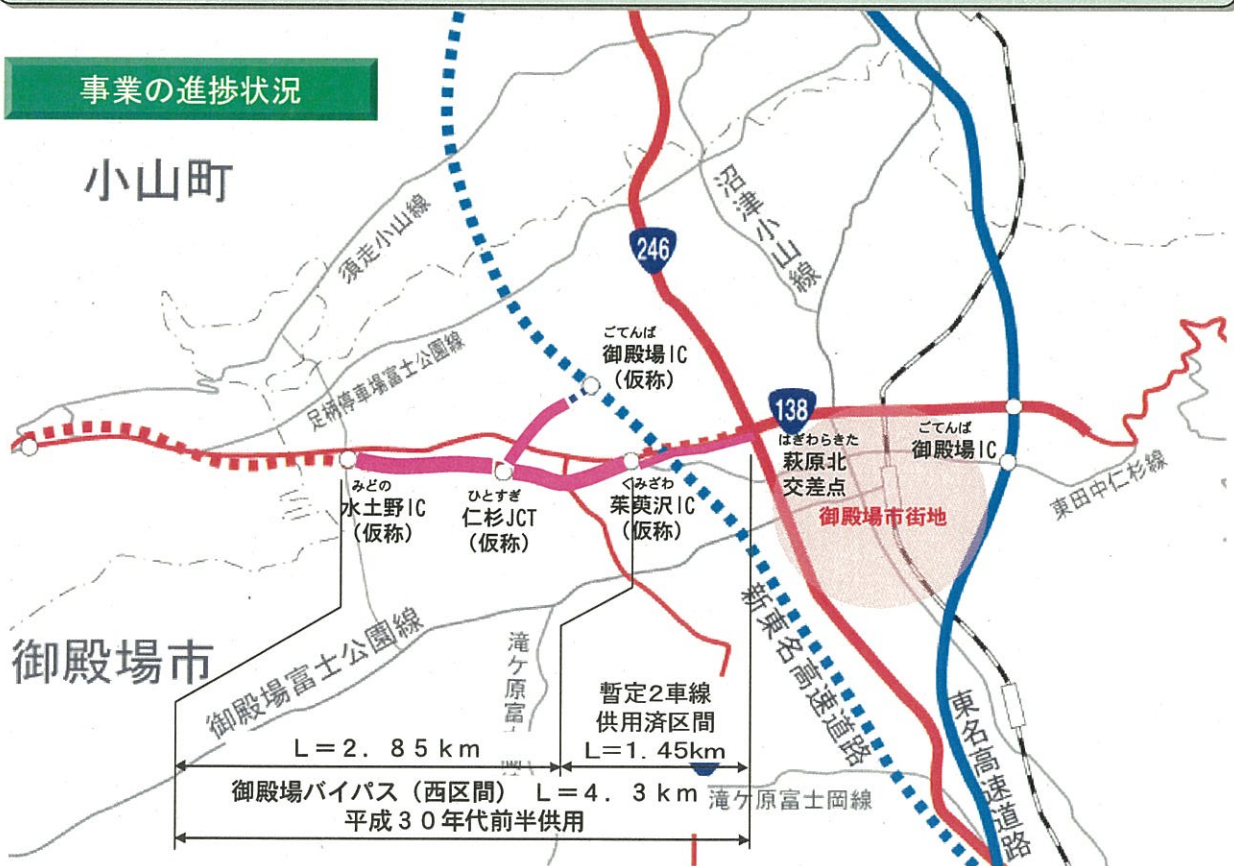 事業の進捗状況
小山町
須走小山線
沼津小山線
246
足柄停車場富士公園線
ごてんば
御殿場IC
(仮称)
138
はぎわらきた
萩原北
交差点
ごてんば
御殿場IC
御殿場市街地
東田中仁杉線
みどの
水土野IC
(仮称)
ひとすぎ
仁杉JCT
(仮称)
くみざわ
茱萸沢IC
(仮称)
新東名高速道路
東名高速道路
御殿場市
御殿場富士公園線
滝ケ原富士
暫定2車線
供用済区間
L=2.85km
L=1.45km
御殿場バイパス(西区間) L=4.3km
滝ケ原富士岡線
平成30年代前半供用